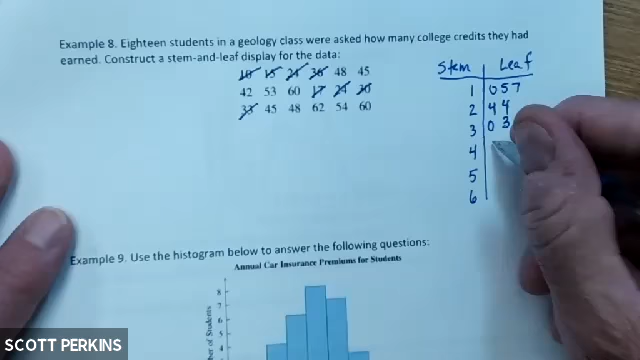 Example 8. Eighteen students in a geology class were asked how many college credits they had
earned. Construct a stem-and-leaf display for the data:
10 15 24 36 48 45
42 53 60 17 24 30
33 45 48 62 54 60
Stem Leaf
1 0 5 7
2 4 4
3 0 3
4
5
6
Example 9. Use the histogram below to answer the following questions:
Annual Car Insurance Premiums for Students
8
7
6
5
4
of Students
SCOTT PERKINS